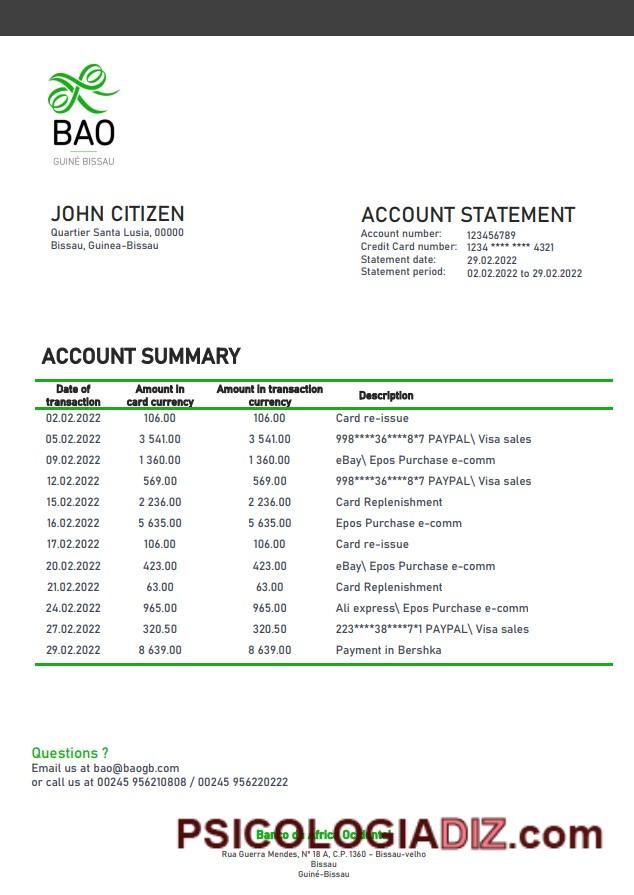 BAO
GUINÉ BISSAU
JOHN CITIZEN
Quartier Santa Lusia, 00000
Bissau, Guinea-Bissau
ACCOUNT STATEMENT
Account number: 123456789
Credit Card number: 1234 **** **** 4321
Statement date: 29.02.2022
Statement period: 02.02.2022 to 29.02.2022
ACCOUNT SUMMARY
Date of transaction Amount in card currency Amount in transaction currency Description
02.02.2022 106.00 106.00 Card re-issue
05.02.2022 3 541.00 3 541.00 998****36****8*7 PAYPAL\ Visa sales
09.02.2022 1 360.00 1 360.00 eBay\ Epos Purchase e-comm
12.02.2022 569.00 569.00 998****36****8*7 PAYPAL\ Visa sales
15.02.2022 2 236.00 2 236.00 Card Replenishment
16.02.2022 5 635.00 5 635.00 Epos Purchase e-comm
17.02.2022 106.00 106.00 Card re-issue
20.02.2022 423.00 423.00 eBay\ Epos Purchase e-comm
21.02.2022 63.00 63.00 Card Replenishment
24.02.2022 965.00 965.00 Ali express\ Epos Purchase e-comm
27.02.2022 320.50 320.50 223****38****7*1 PAYPAL\ Visa sales
29.02.2022 8 639.00 8 639.00 Payment in Bershka
Questions ?
Email us at bao@baogb.com
or call us at 00245 956210808 / 00245 956220222
PSICOLOGIADIZ.com
Banco da Africa Ocidental
Rua Guerra Mendes, Nº 18 A, C.P. 1360 – Bissau-velho
Bissau
Guiné-Bissau